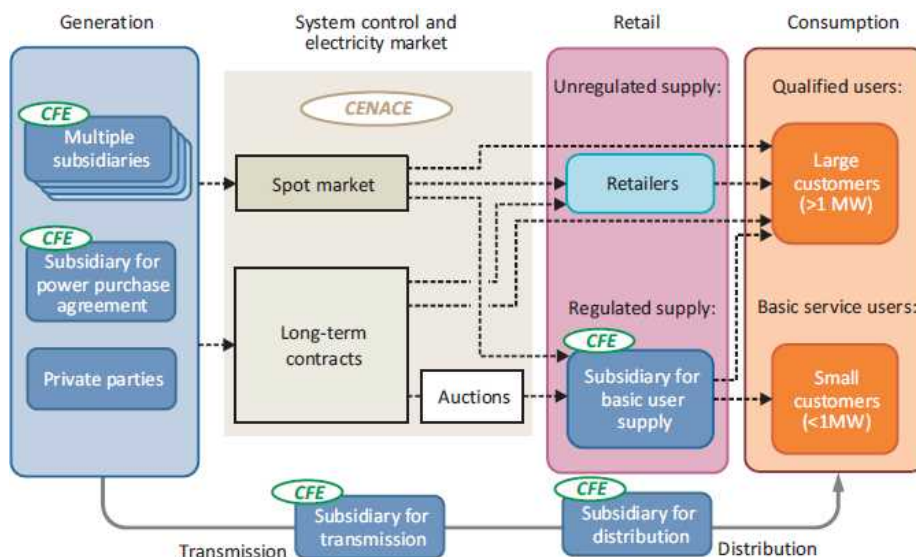 Generation
System control and
electricity market
Retail
Consumption
CFE
Multiple
subsidiaries
CFE
Subsidiary for
power purchase
agreement
Private parties
CENACE
Spot market
Long-term
contracts
Auctions
Unregulated supply:
Retailers
Regulated supply:
CFE
Subsidiary for
basic user
supply
Qualified users:
Large
customers
(>1 MW)
Basic service users:
Small
customers
(<1MW)
Transmission
CFE
Subsidiary for
transmission
CFE
Subsidiary for
distribution
Distribution